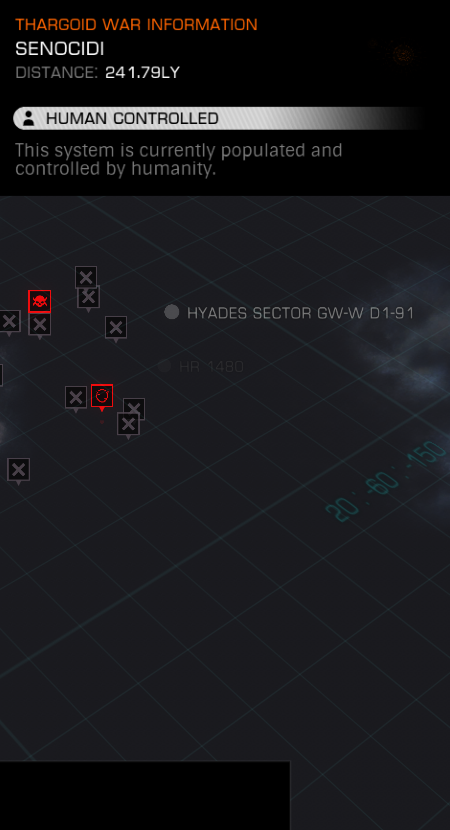 THARGOID WAR INFORMATION
SENOCIDI
DISTANCE: 241.79LY
HUMAN CONTROLLED
This system is currently populated and
controlled by humanity.
HYADES SECTOR GW-W D1-91
HR 1480
20 : -60 : -150